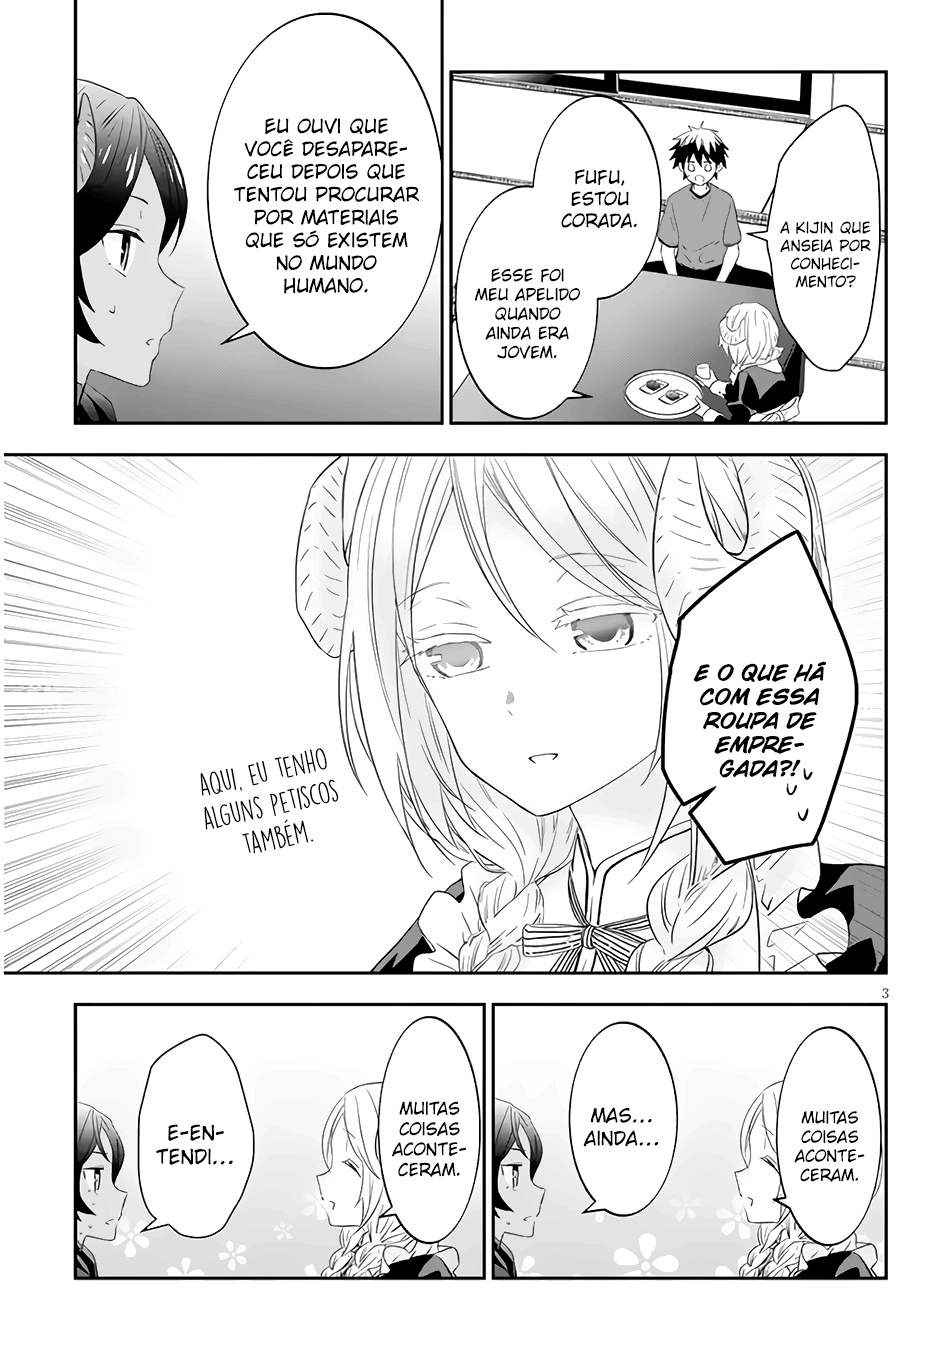 A KIJIN QUE
ANSEIA POR
CONHECI-
MENTO?
FUFU,
ESTOU
CORADA.
ESSE FOI
MEU APELIDO
QUANDO
AINDA ERA
JOVEM.
EU OUVI QUE
VOCÊ DESAPARE-
CEU DEPOIS QUE
TENTOU PROCURAR
POR MATERIAIS
QUE SÓ EXISTEM
NO MUNDO
HUMANO.
E O QUE HÁ
COM ESSA
ROUPA DE
EMPRE-
GADA?!
AQUI, EU TENHO
ALGUNS PETISCOS
TAMBÉM.
3
MUITAS
COISAS
ACONTE-
CERAM.
MAS...
AINDA...
MUITAS
COISAS
ACONTE-
CERAM.
E-EN-
TENDI...